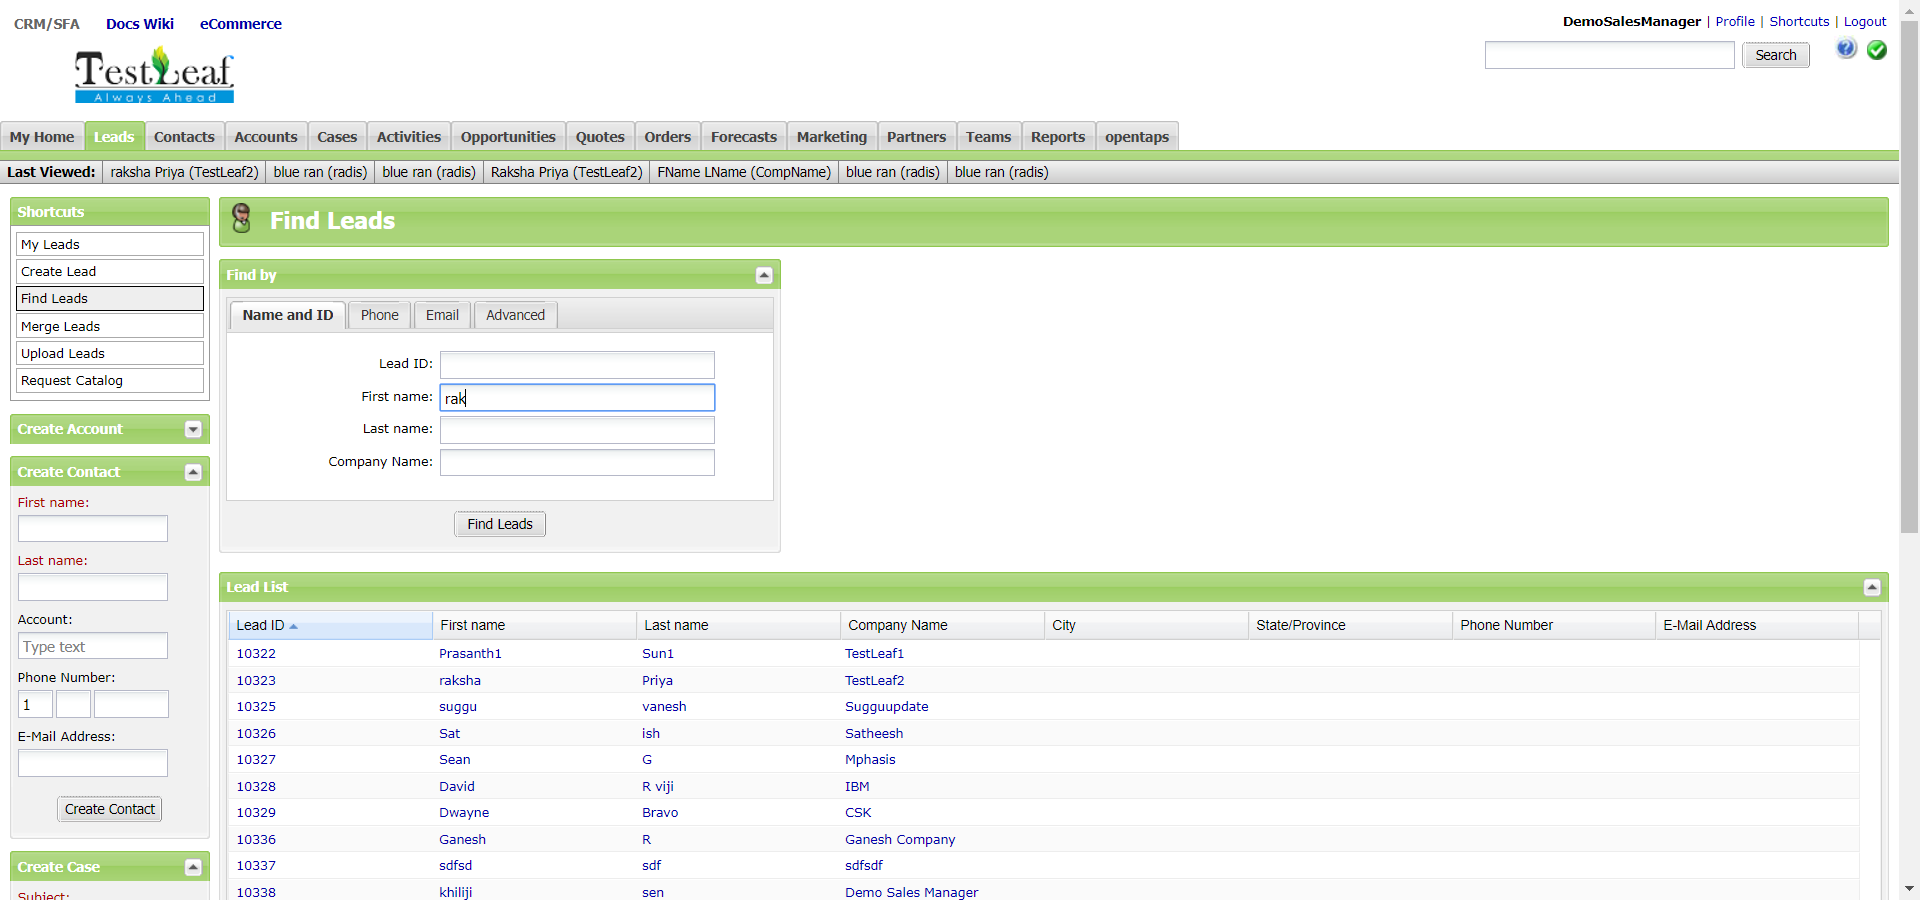 CRM/SFA Docs Wiki eCommerce
DemoSalesManager | Profile | Shortcuts | Logout
Search
TestLeaf
Always Ahead
My Home Leads Contacts Accounts Cases Activities Opportunities Quotes Orders Forecasts Marketing Partners Teams Reports opentaps
Last Viewed: raksha Priya (TestLeaf2) blue ran (radis) blue ran (radis) Raksha Priya (TestLeaf2) FName LName (CompName) blue ran (radis) blue ran (radis)
Shortcuts
My Leads
Create Lead
Find Leads
Merge Leads
Upload Leads
Request Catalog
Create Account
Create Contact
First name:
Last name:
Account:
Type text
Phone Number:
1
E-Mail Address:
Create Contact
Create Case
Subject:
Find Leads
Find by
Name and ID Phone Email Advanced
Lead ID:
First name: rak
Last name:
Company Name:
Find Leads
Lead List
Lead ID First name Last name Company Name City State/Province Phone Number E-Mail Address
10322 Prasanth1 Sun1 TestLeaf1
10323 raksha Priya TestLeaf2
10325 suggu vanesh Sugguupdate
10326 Sat ish Satheesh
10327 Sean G Mphasis
10328 David R viji IBM
10329 Dwayne Bravo CSK
10336 Ganesh R Ganesh Company
10337 sdfsd sdf sdfsdf
10338 khiliji sen Demo Sales Manager